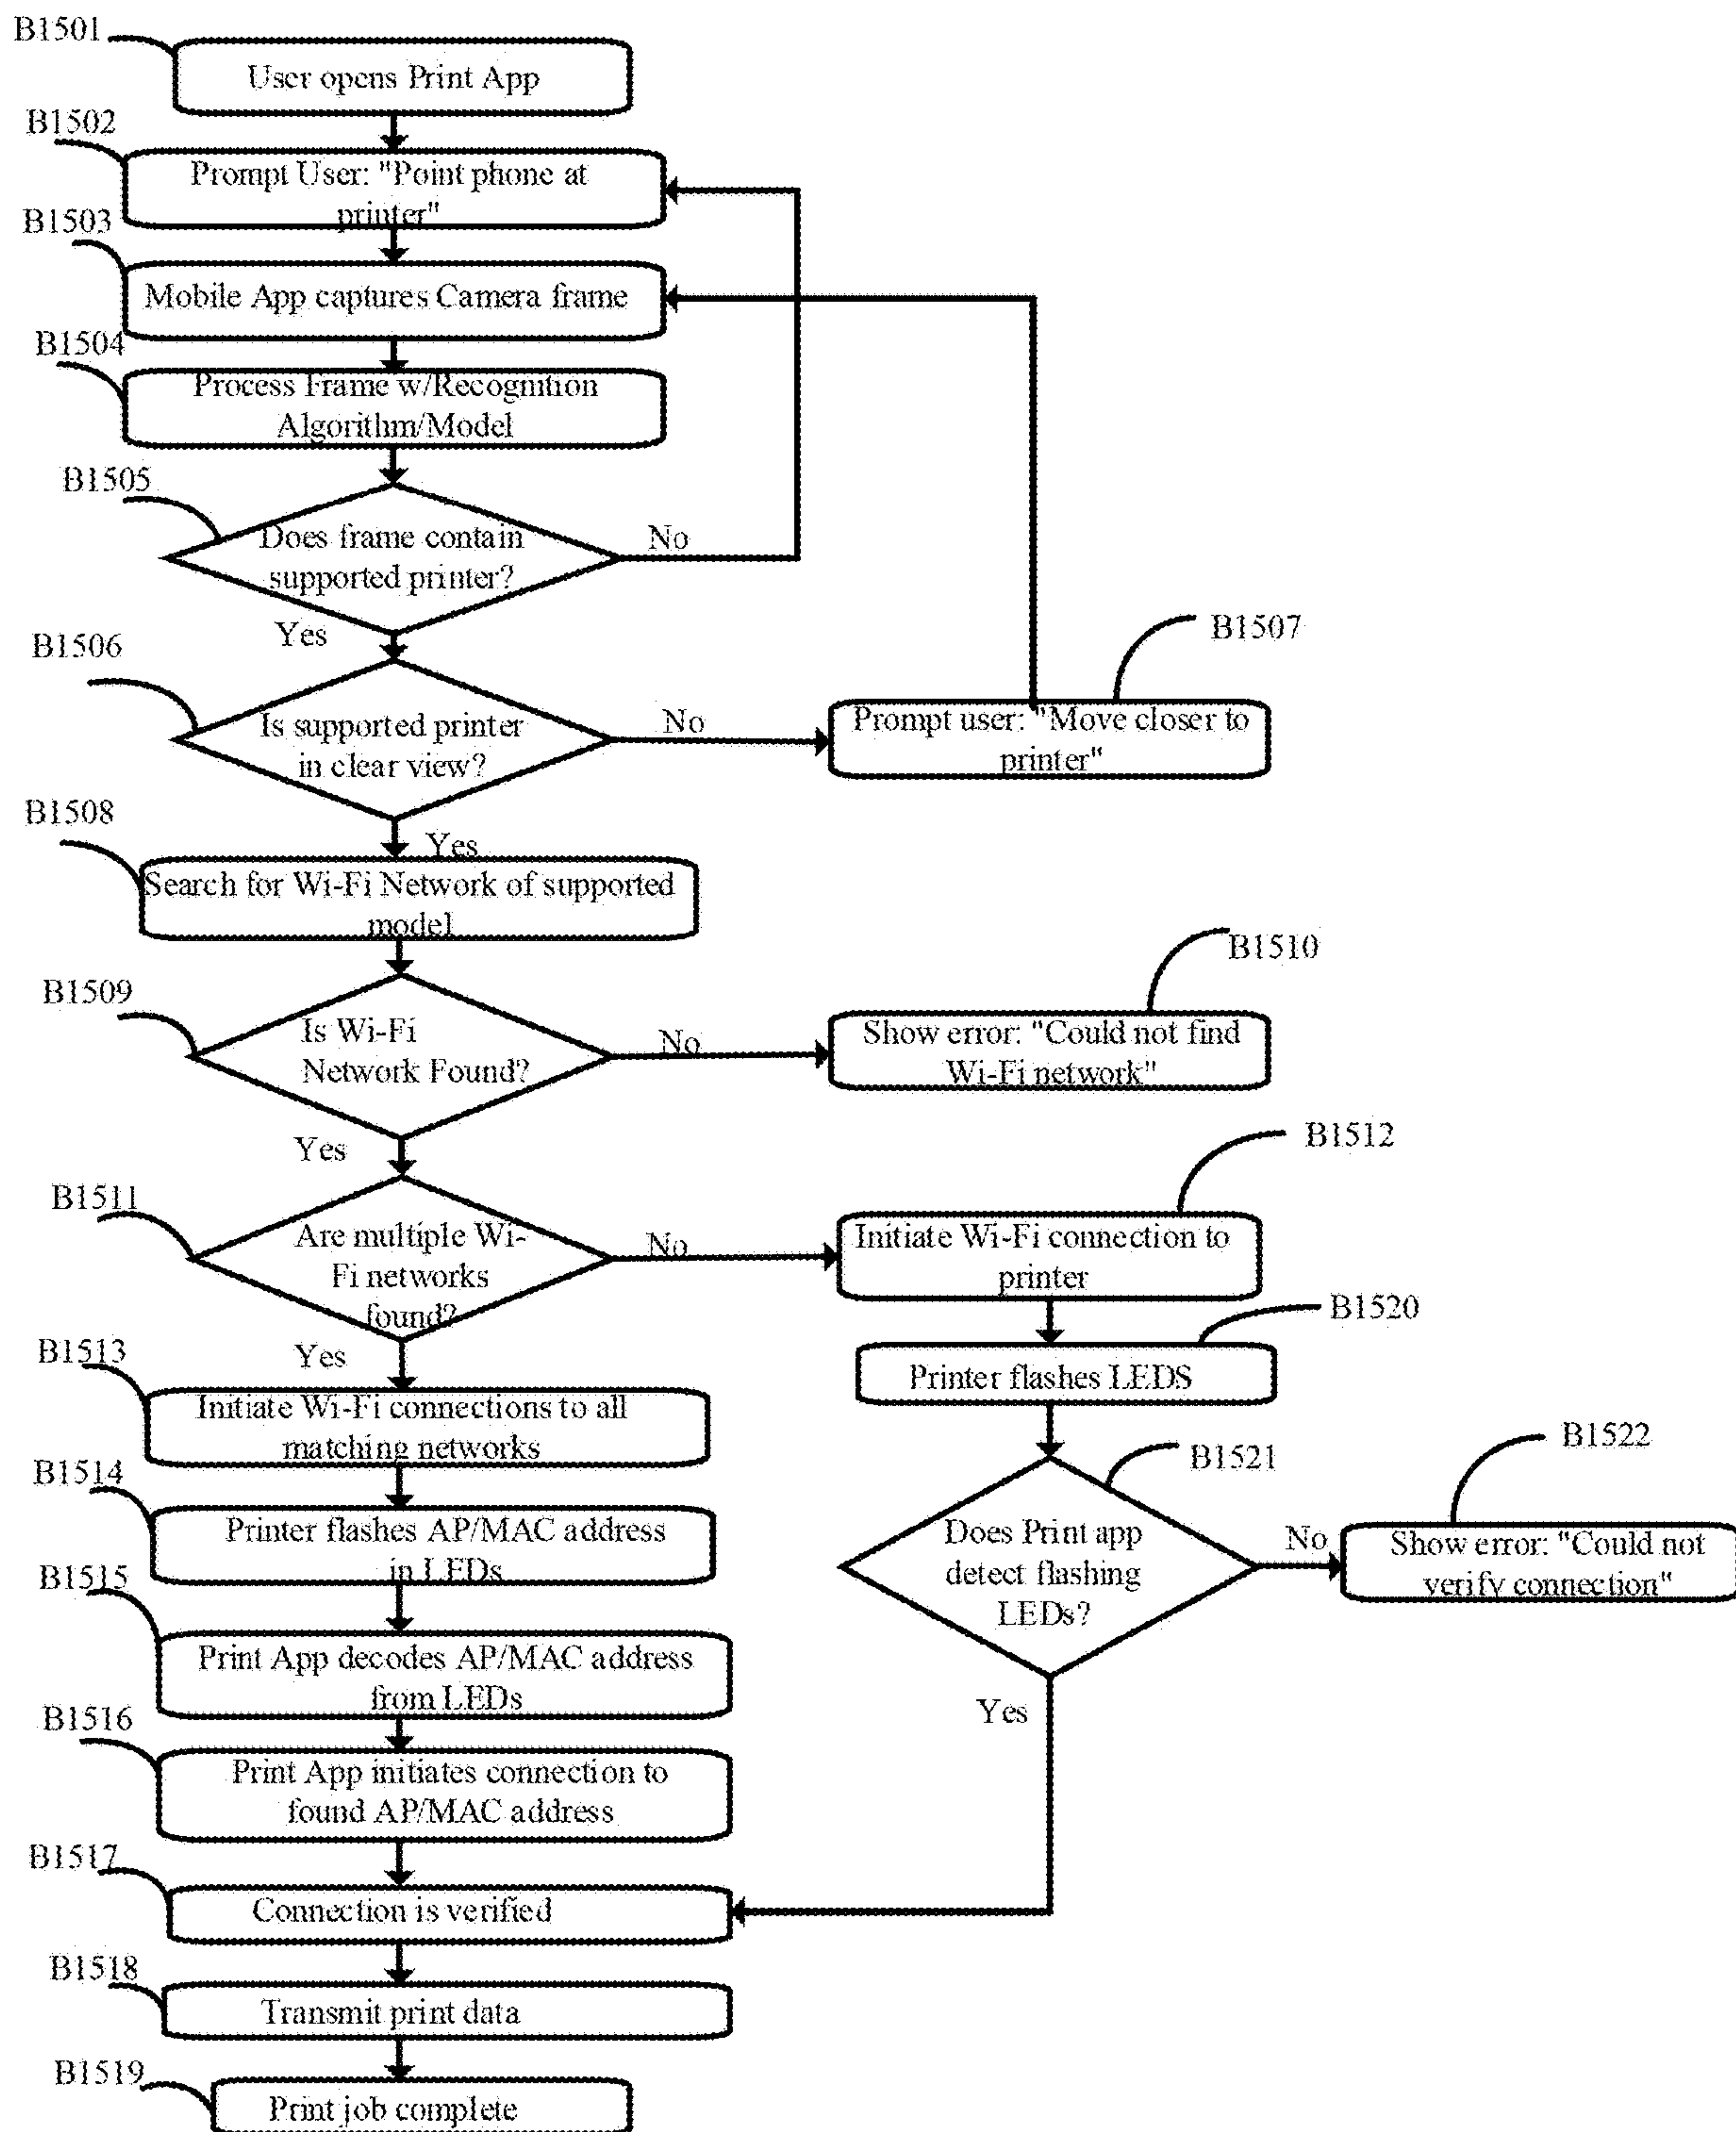 B1501
User opens Print App
B1502
Prompt User: "Point phone at
printer"
B1503
Mobile App captures Camera frame
B1504
Process Frame w/Recognition
Algorithm/Model
B1505
Does frame contain
supported printer?
No
Yes
B1506
Is supported printer
in clear view?
No
B1507
Prompt user: "Move closer to
printer"
Yes
B1508
Search for Wi-Fi Network of supported
model
B1509
Is Wi-Fi
Network Found?
No
B1510
Show error: "Could not find
Wi-Fi network"
Yes
B1511
Are multiple Wi-
Fi networks
found?
No
B1512
Initiate Wi-Fi connection to
printer
B1520
Printer flashes LEDS
B1521
Does Print app
detect flashing
LEDs?
No
B1522
Show error: "Could not
verify connection"
Yes
Yes
B1513
Initiate Wi-Fi connections to all
matching networks
B1514
Printer flashes AP/MAC address
in LEDs
B1515
Print App decodes AP/MAC address
from LEDs
B1516
Print App initiates connection to
found AP/MAC address
B1517
Connection is verified
B1518
Transmit print data
B1519
Print job complete